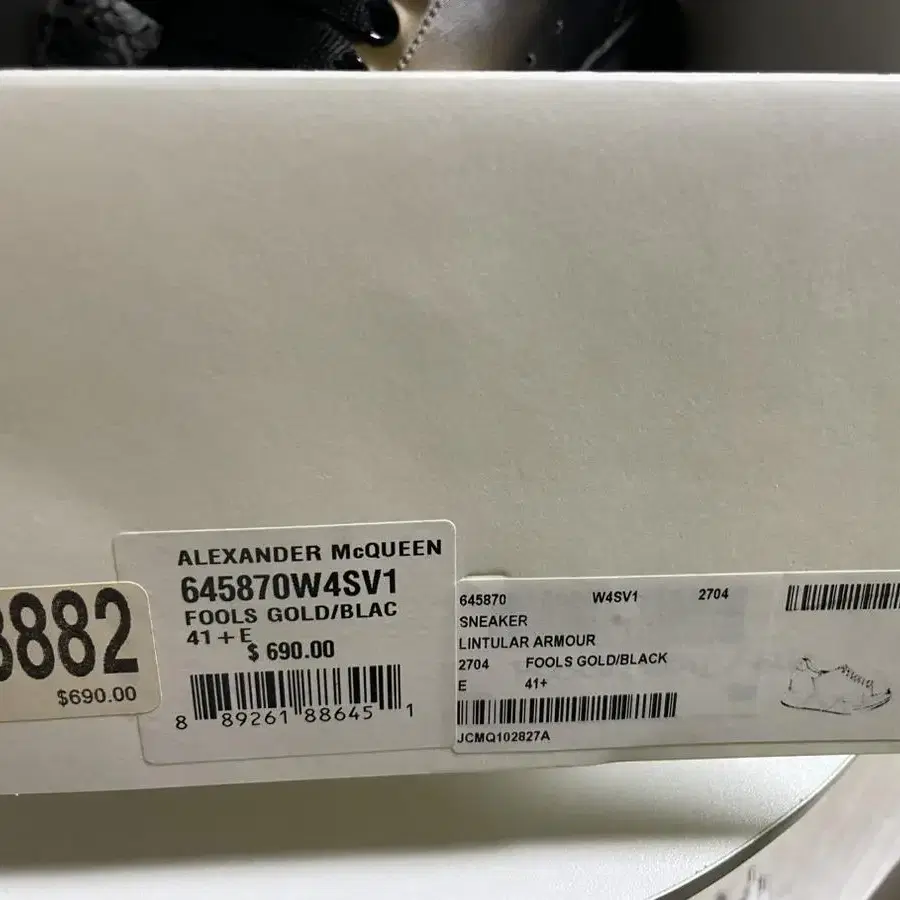 8882
$690.00
ALEXANDER McQUEEN
645870W4SV1
FOOLS GOLD/BLAC
41+E
$ 690.00
8 89261 88645 1
645870 W4SV1 2704
SNEAKER
LINTULAR ARMOUR
2704 FOOLS GOLD/BLACK
E 41+
JCMQ102827A